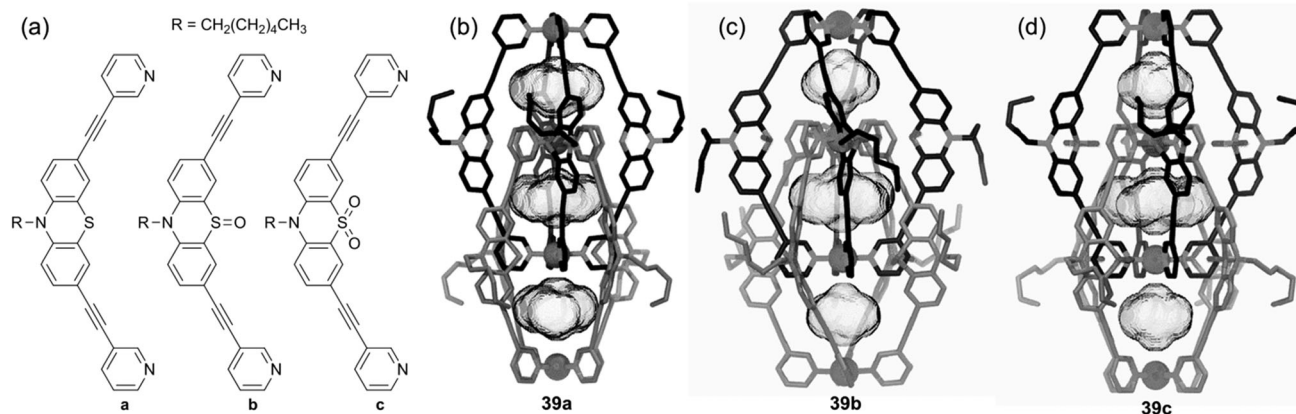 (a)
R = CH₂(CH₂)₄CH₃
N
N
N
R–N
S
R–N
S=O
R–N
S
O
O
N
N
N
a
b
c
(b)
39a
(c)
39b
(d)
39c